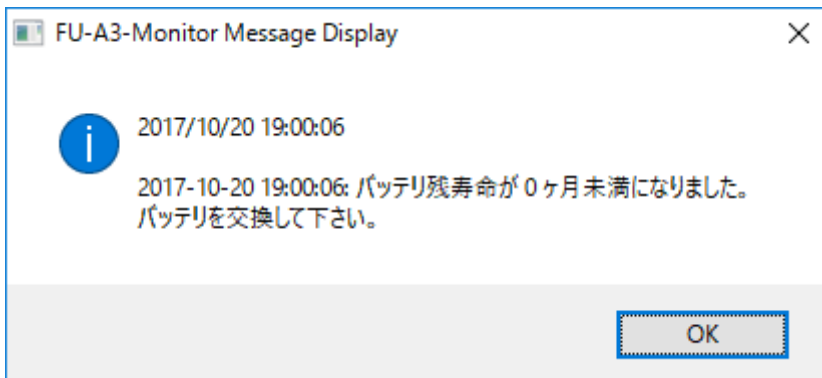 FU-A3-Monitor Message Display
2017/10/20 19:00:06
2017-10-20 19:00:06: バッテリ残寿命が０ヶ月未満になりました。
バッテリを交換して下さい。
OK